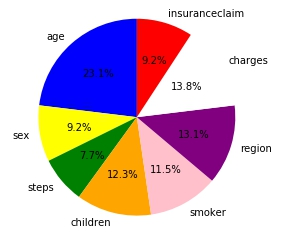 insuranceclaim
age
charges
9.2%
23.1%
13.8%
sex
9.2%
13.1%
region
7.7%
12.3%
11.5%
steps
children
smoker